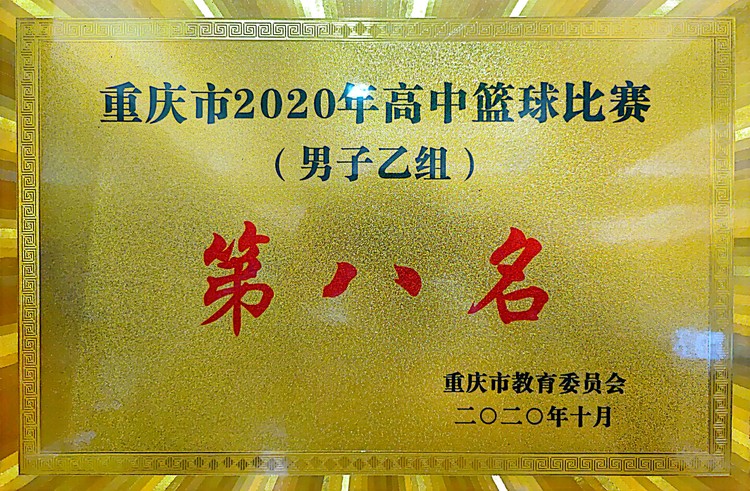 重庆市2020年高中篮球比赛
（男子乙组）
第八名
重庆市教育委员会
二〇二〇年十月